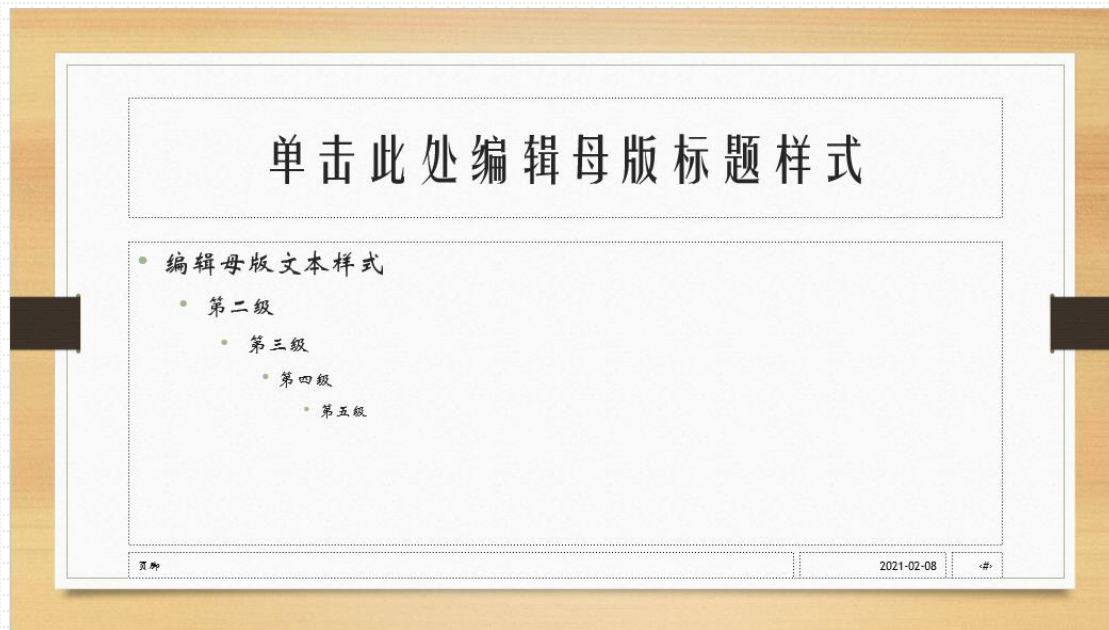 单击此处编辑母版标题样式
编辑母版文本样式
第二级
第三级
第四级
第五级
页脚
2021-02-08
‹#›